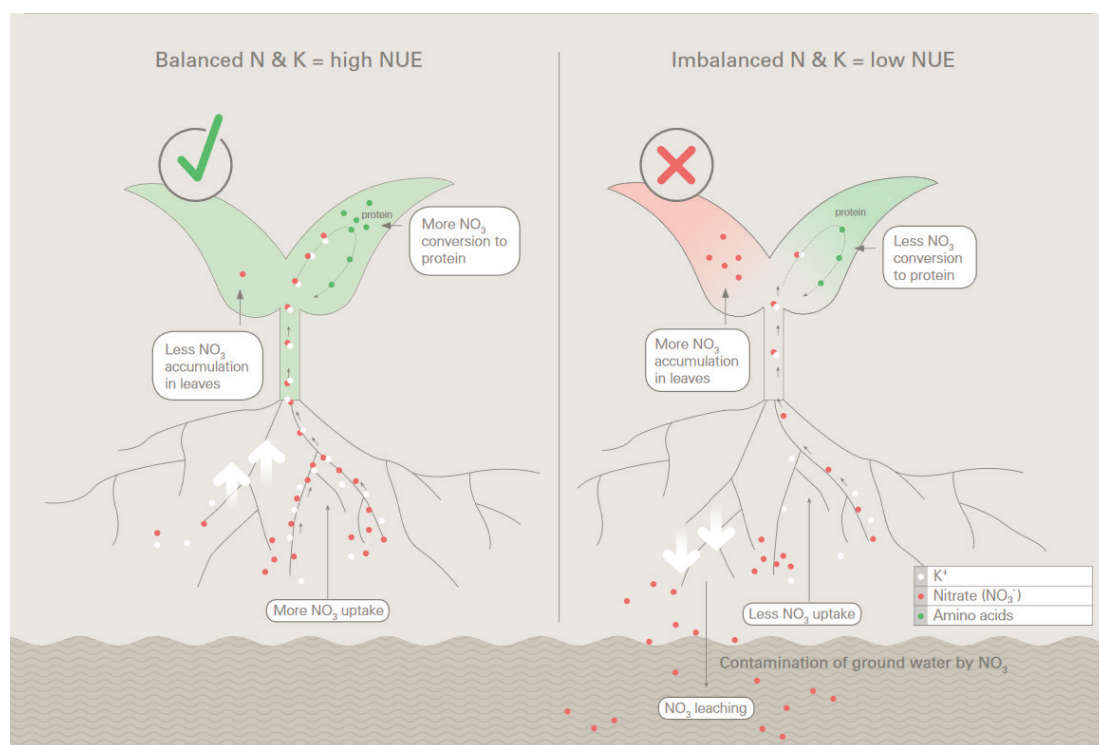 Balanced N & K = high NUE
protein
More NO₃
conversion to
protein
Less NO₃
accumulation
in leaves
More NO₃ uptake
Imbalanced N & K = low NUE
protein
Less NO₃
conversion
to protein
More NO₃
accumulation
in leaves
Less NO₃ uptake
K⁺
Nitrate (NO₃⁻)
Amino acids
Contamination of ground water by NO₃
NO₃ leaching